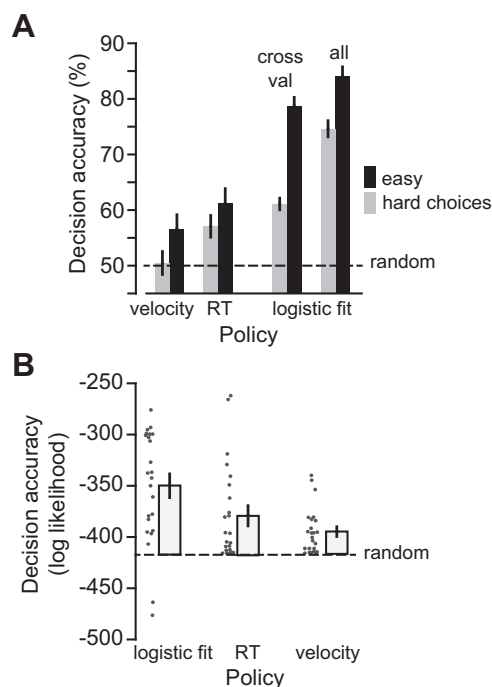 A
Decision accuracy (%)
90
80
70
60
50
cross
val
all
easy
hard choices
random
velocity RT logistic fit
Policy
B
Decision accuracy
(log likelihood)
-250
-300
-350
-400
-450
-500
random
logistic fit RT velocity
Policy